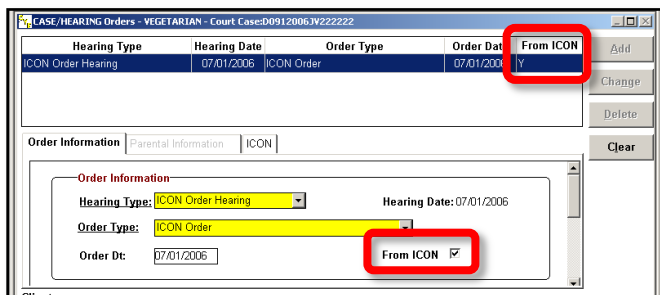 CASE/HEARING Orders - VEGETARIAN - Court Case:D0912006JV222222
Hearing Type Hearing Date Order Type Order Dat From ICON
ICON Order Hearing 07/01/2006 ICON Order 07/01/2006 Y
Add
Change
Delete
Clear
Order Information Parental Information ICON
Order Information
Hearing Type: ICON Order Hearing Hearing Date: 07/01/2006
Order Type: ICON Order
Order Dt: 07/01/2006 From ICON